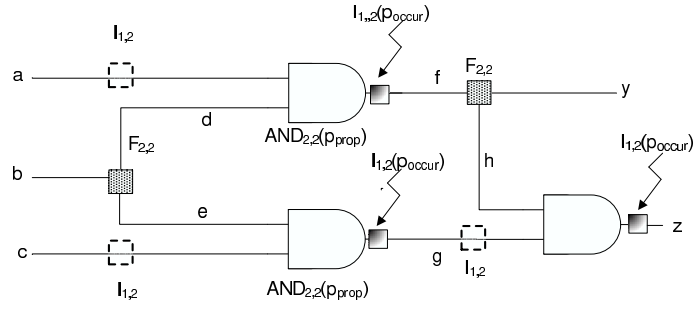 I1,,2(poccur)
I1,2
a
f
F2,2
y
d
AND2,2(pprop)
F2,2
I1,2(poccur)
I1,2(poccur)
b
h
e
z
c
g
I1,2
I1,2
AND2,2(pprop)